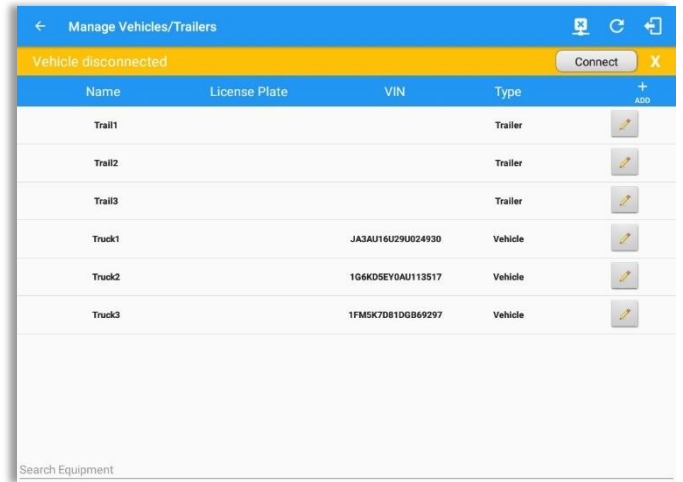 Manage Vehicles/Trailers
Vehicle disconnected Connect X
Name License Plate VIN Type + ADD
Trail1 Trailer
Trail2 Trailer
Trail3 Trailer
Truck1 JA3AU16U29U024930 Vehicle
Truck2 1G6KD5EY0AU113517 Vehicle
Truck3 1FM5K7D81DGB69297 Vehicle
Search Equipment